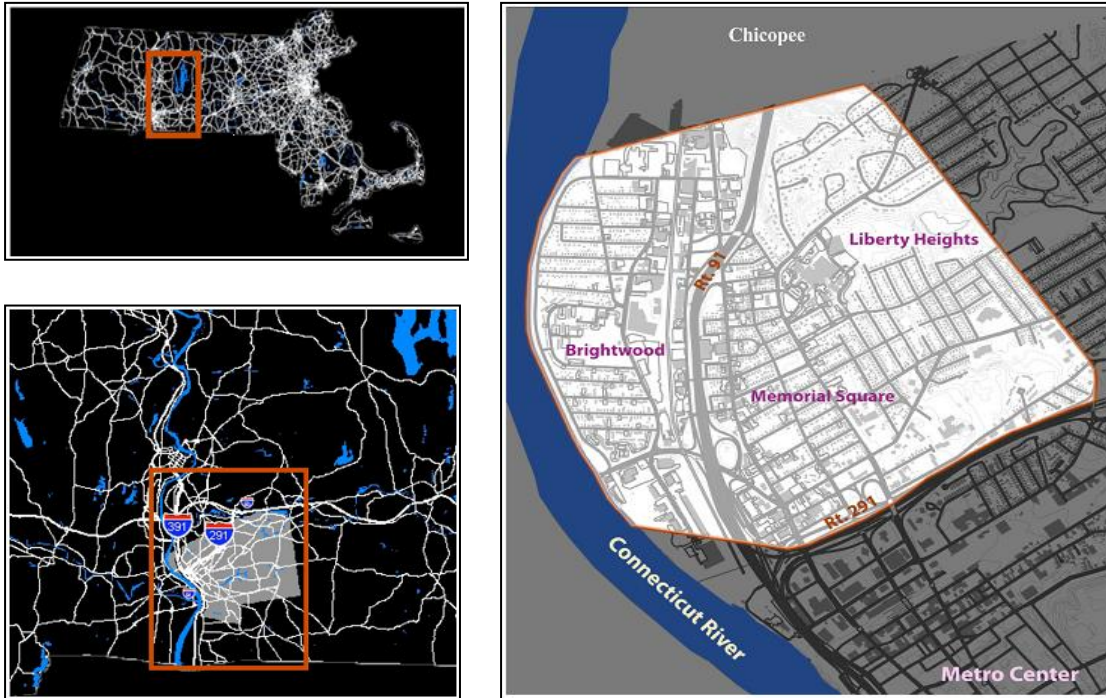 391
291
Chicopee
Liberty Heights
Rt. 91
Brightwood
Memorial Square
Rt. 291
Connecticut River
Metro Center